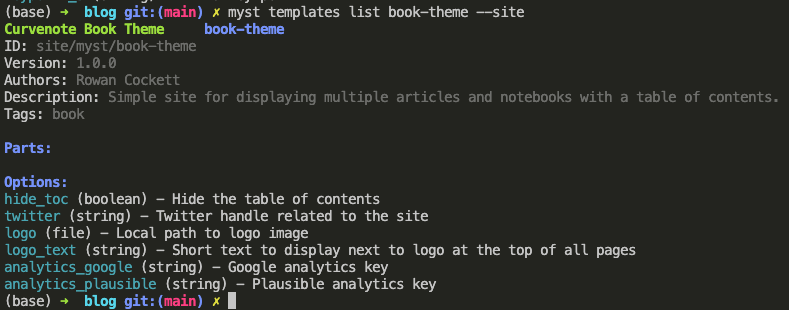 (base) ➜ blog git:(main) ✗ myst templates list book-theme --site
Curvenote Book Theme book-theme
ID: site/myst/book-theme
Version: 1.0.0
Authors: Rowan Cockett
Description: Simple site for displaying multiple articles and notebooks with a table of contents.
Tags: book
Parts:
Options:
hide_toc (boolean) - Hide the table of contents
twitter (string) - Twitter handle related to the site
logo (file) - Local path to logo image
logo_text (string) - Short text to display next to logo at the top of all pages
analytics_google (string) - Google analytics key
analytics_plausible (string) - Plausible analytics key
(base) ➜ blog git:(main) ✗